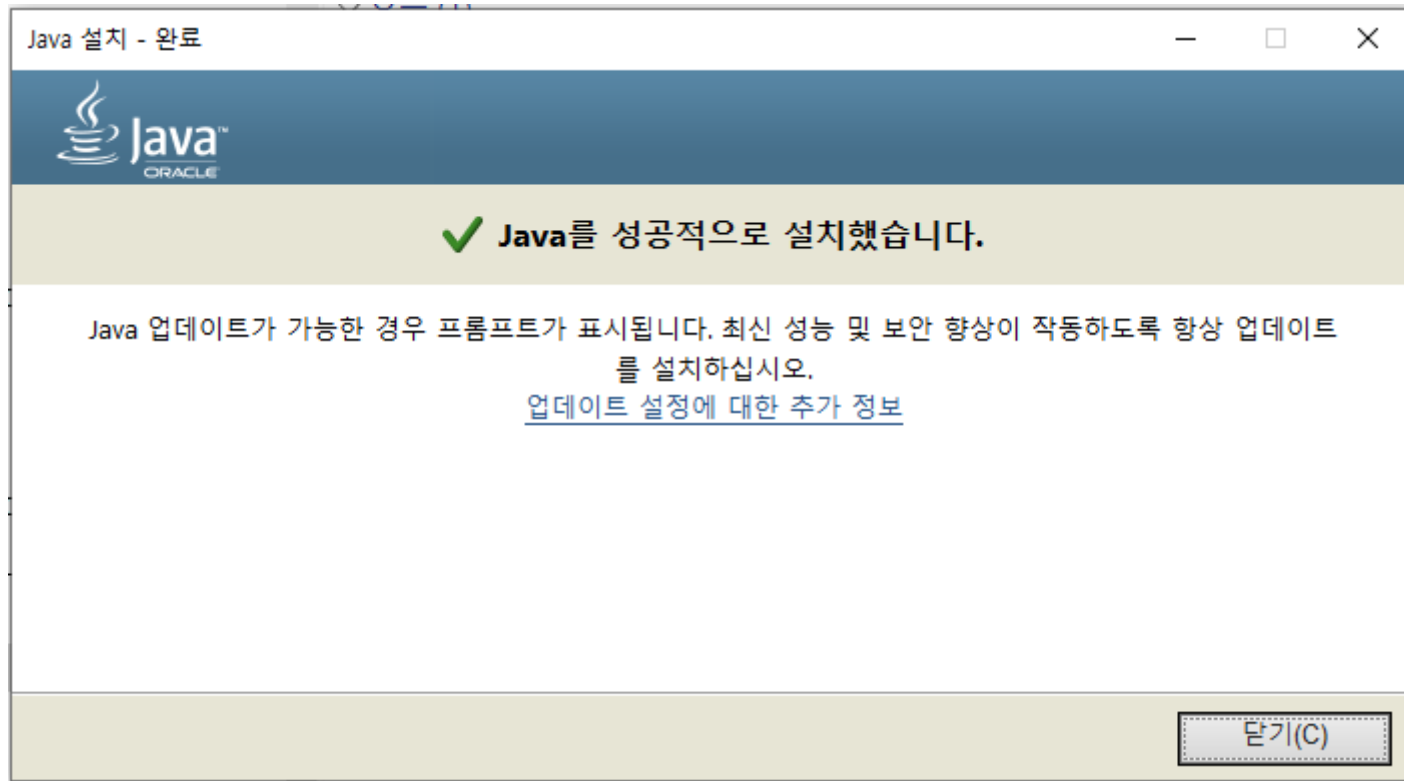 Java 설치 - 완료
Java™
ORACLE
Java를 성공적으로 설치했습니다.
Java 업데이트가 가능한 경우 프롬프트가 표시됩니다. 최신 성능 및 보안 향상이 작동하도록 항상 업데이트
를 설치하십시오.
업데이트 설정에 대한 추가 정보
닫기(C)